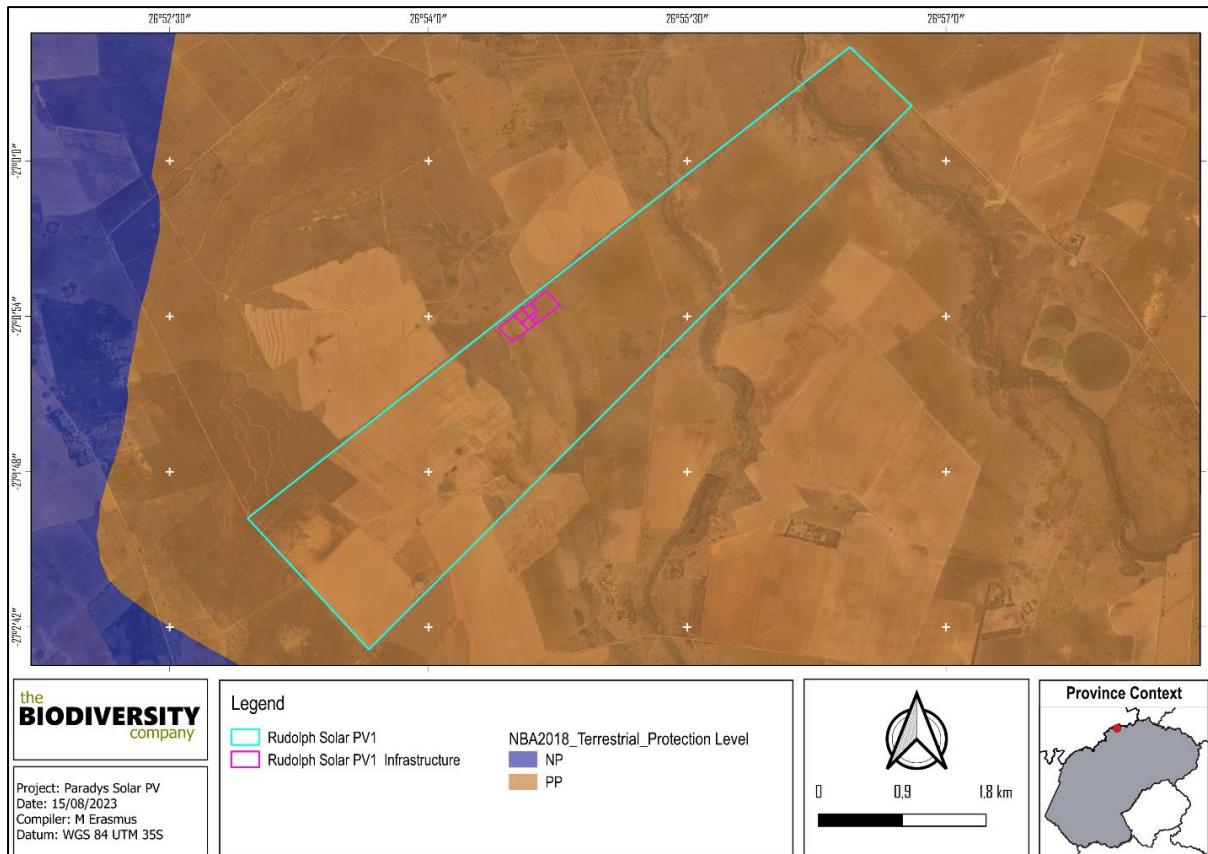 26°52'30" 26°54'0" 26°55'30" 26°57'0"
-27°0'0"
-27°0'54"
-27°1'48"
-27°2'42"
the
BIODIVERSITY
company
Project: Paradys Solar PV
Date: 15/08/2023
Compiler: M Erasmus
Datum: WGS 84 UTM 35S
Legend
Rudolph Solar PV1
Rudolph Solar PV1 Infrastructure
NBA2018_Terrestrial_Protection Level
NP
PP
0 0,9 1,8 km
Province Context